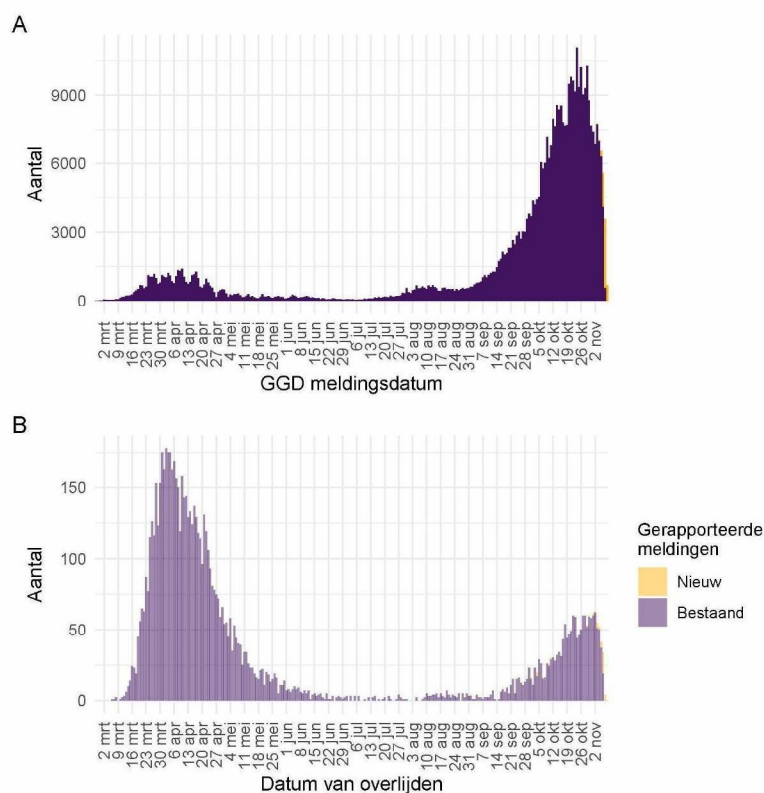 A
9000
6000
3000
0
Aantal
2 mrt
9 mrt
16 mrt
23 mrt
30 mrt
6 apr
13 apr
20 apr
27 apr
4 mei
11 mei
18 mei
25 mei
1 jun
8 jun
15 jun
22 jun
29 jun
6 jul
13 jul
20 jul
27 jul
3 aug
10 aug
17 aug
24 aug
31 aug
7 sep
14 sep
21 sep
28 sep
5 okt
12 okt
19 okt
26 okt
2 nov
GGD meldingsdatum
B
150
100
50
0
Aantal
2 mrt
9 mrt
16 mrt
23 mrt
30 mrt
6 apr
13 apr
20 apr
27 apr
4 mei
11 mei
18 mei
25 mei
1 jun
8 jun
15 jun
22 jun
29 jun
6 jul
13 jul
20 jul
27 jul
3 aug
10 aug
17 aug
24 aug
31 aug
7 sep
14 sep
21 sep
28 sep
5 okt
12 okt
19 okt
26 okt
2 nov
Datum van overlijden
Gerapporteerde
meldingen
Nieuw
Bestaand